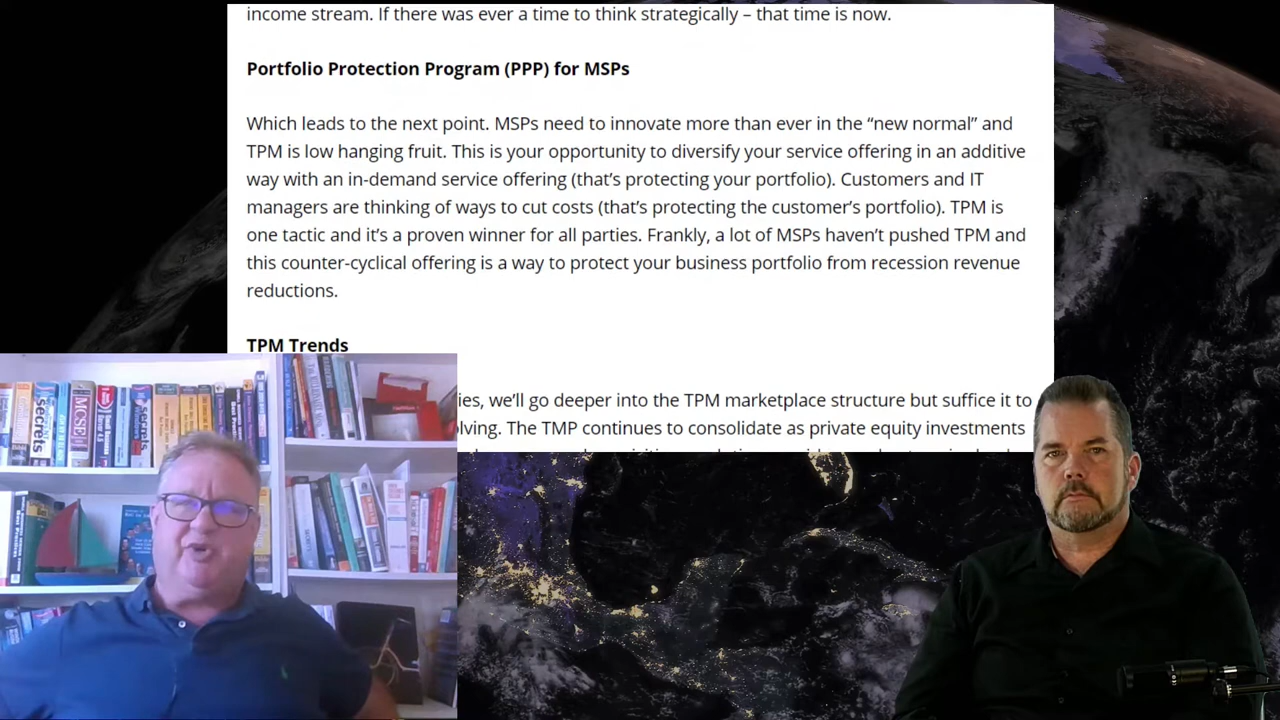 income stream. If there was ever a time to think strategically – that time is now.
Portfolio Protection Program (PPP) for MSPs
Which leads to the next point. MSPs need to innovate more than ever in the “new normal” and
TPM is low hanging fruit. This is your opportunity to diversify your service offering in an additive
way with an in-demand service offering (that’s protecting your portfolio). Customers and IT
managers are thinking of ways to cut costs (that’s protecting the customer’s portfolio). TPM is
one tactic and it’s a proven winner for all parties. Frankly, a lot of MSPs haven’t pushed TPM and
this counter-cyclical offering is a way to protect your business portfolio from recession revenue
reductions.
TPM Trends
we’ll go deeper into the TPM marketplace structure but suffice it to
The TMP continues to consolidate as private equity investments
secrets
MCSE
secrets